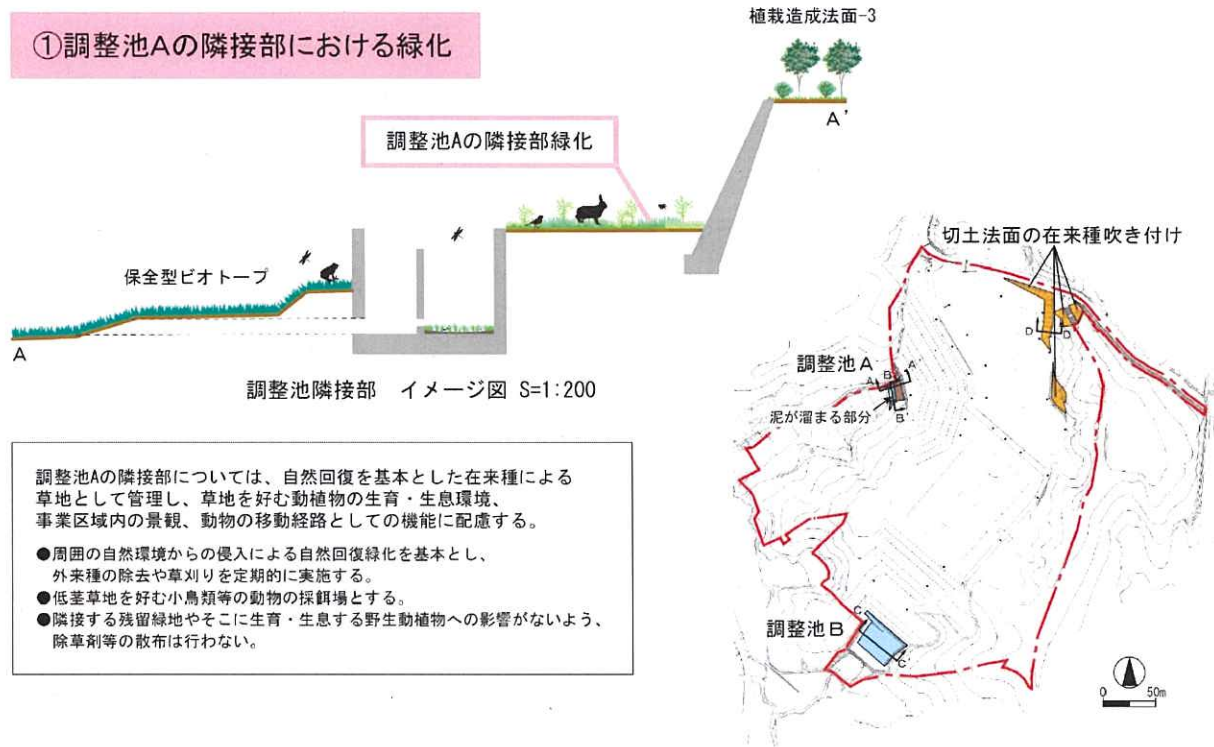 ①調整池Aの隣接部における緑化
植栽造成法面-3
A'
調整池Aの隣接部緑化
保全型ビオトープ
A
調整池隣接部 イメージ図 S=1:200
調整池Aの隣接部については、自然回復を基本とした在来種による
草地として管理し、草地を好む動植物の生育・生息環境、
事業区域内の景観、動物の移動経路としての機能に配慮する。
●周囲の自然環境からの侵入による自然回復緑化を基本とし、
外来種の除去や草刈りを定期的に実施する。
●低茎草地を好む小鳥類等の動物の採餌場とする。
●隣接する残留緑地やそこに生育・生息する野生動植物への影響がないよう、
除草剤等の散布は行わない。
切土法面の在来種吹き付け
D
D'
調整池A
A
B
A'
泥が溜まる部分
B'
調整池B
C
C'
0 50m